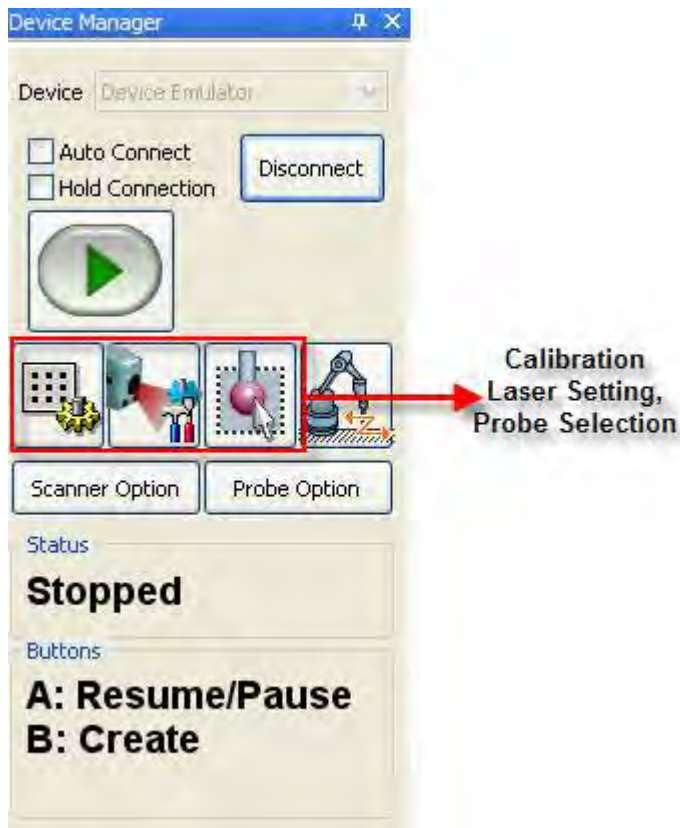 Device Manager
Device Device Emulator
Auto Connect
Hold Connection
Disconnect
Calibration
Laser Setting,
Probe Selection
Z
Scanner Option
Probe Option
Status
Stopped
Buttons
A: Resume/Pause
B: Create